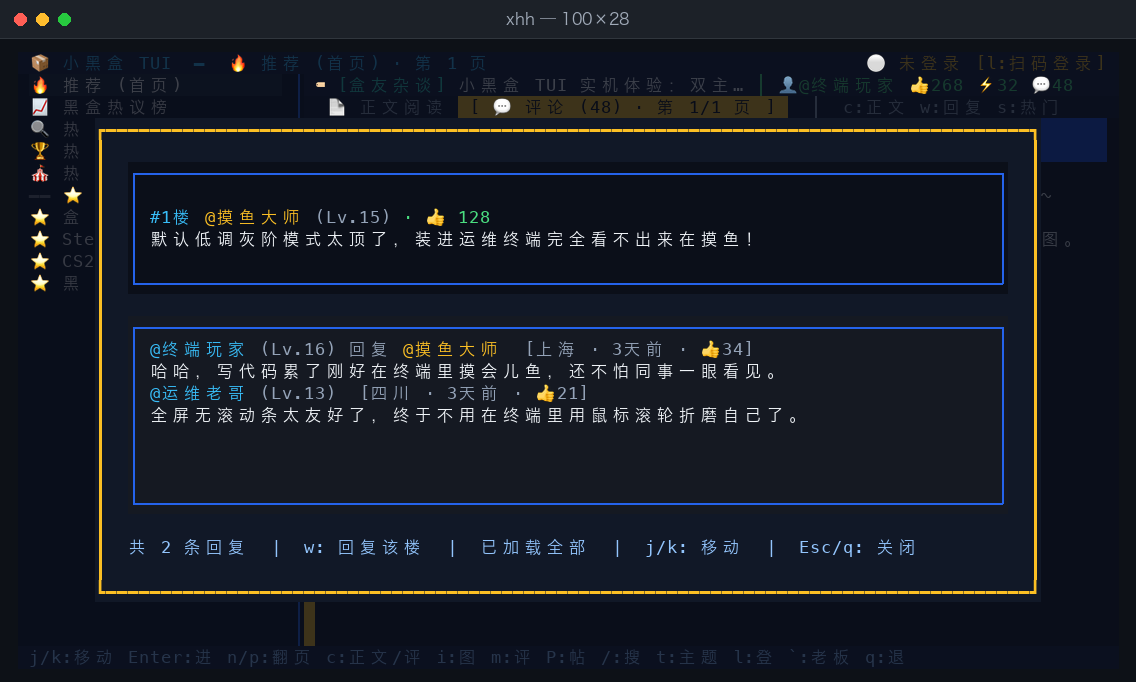 xhh — 100×28
📦 小黑盒 TUI — 🔥 推荐 (首页) · 第 1 页 ⚪ 未登录 [l:扫码登录]
🔥 推荐 (首页) [盒友杂谈] 小黑盒 TUI 实机体验: 双主… 👤@终端玩家 👍268 ⚡32 💬48
📈 黑盒热议榜 📄 正文阅读 [ 💬 评论 (48) · 第 1/1 页 ] | c:正文 w:回复 s:热门
🔍 热
🏆 热
🎪 热
⭐ ~
⭐ 盒
⭐ Ste 图。
⭐ CS2
⭐ 黑
#1楼 @摸鱼大师 (Lv.15) · 👍 128
默认低调灰阶模式太顶了, 装进运维终端完全看不出来在摸鱼!
@终端玩家 (Lv.16) 回复 @摸鱼大师 [上海 · 3天前 · 👍34]
哈哈, 写代码累了刚好在终端里摸会儿鱼, 还不怕同事一眼看见。
@运维老哥 (Lv.13) [四川 · 3天前 · 👍21]
全屏无滚动条太友好了, 终于不用在终端里用鼠标滚轮折磨自己了。
共 2 条回复 | w: 回复该楼 | 已加载全部 | j/k: 移动 | Esc/q: 关闭
j/k:移动 Enter:进 n/p:翻页 c:正文/评 i:图 m:评 P:帖 /:搜 t:主题 l:登 `:老板 q:退